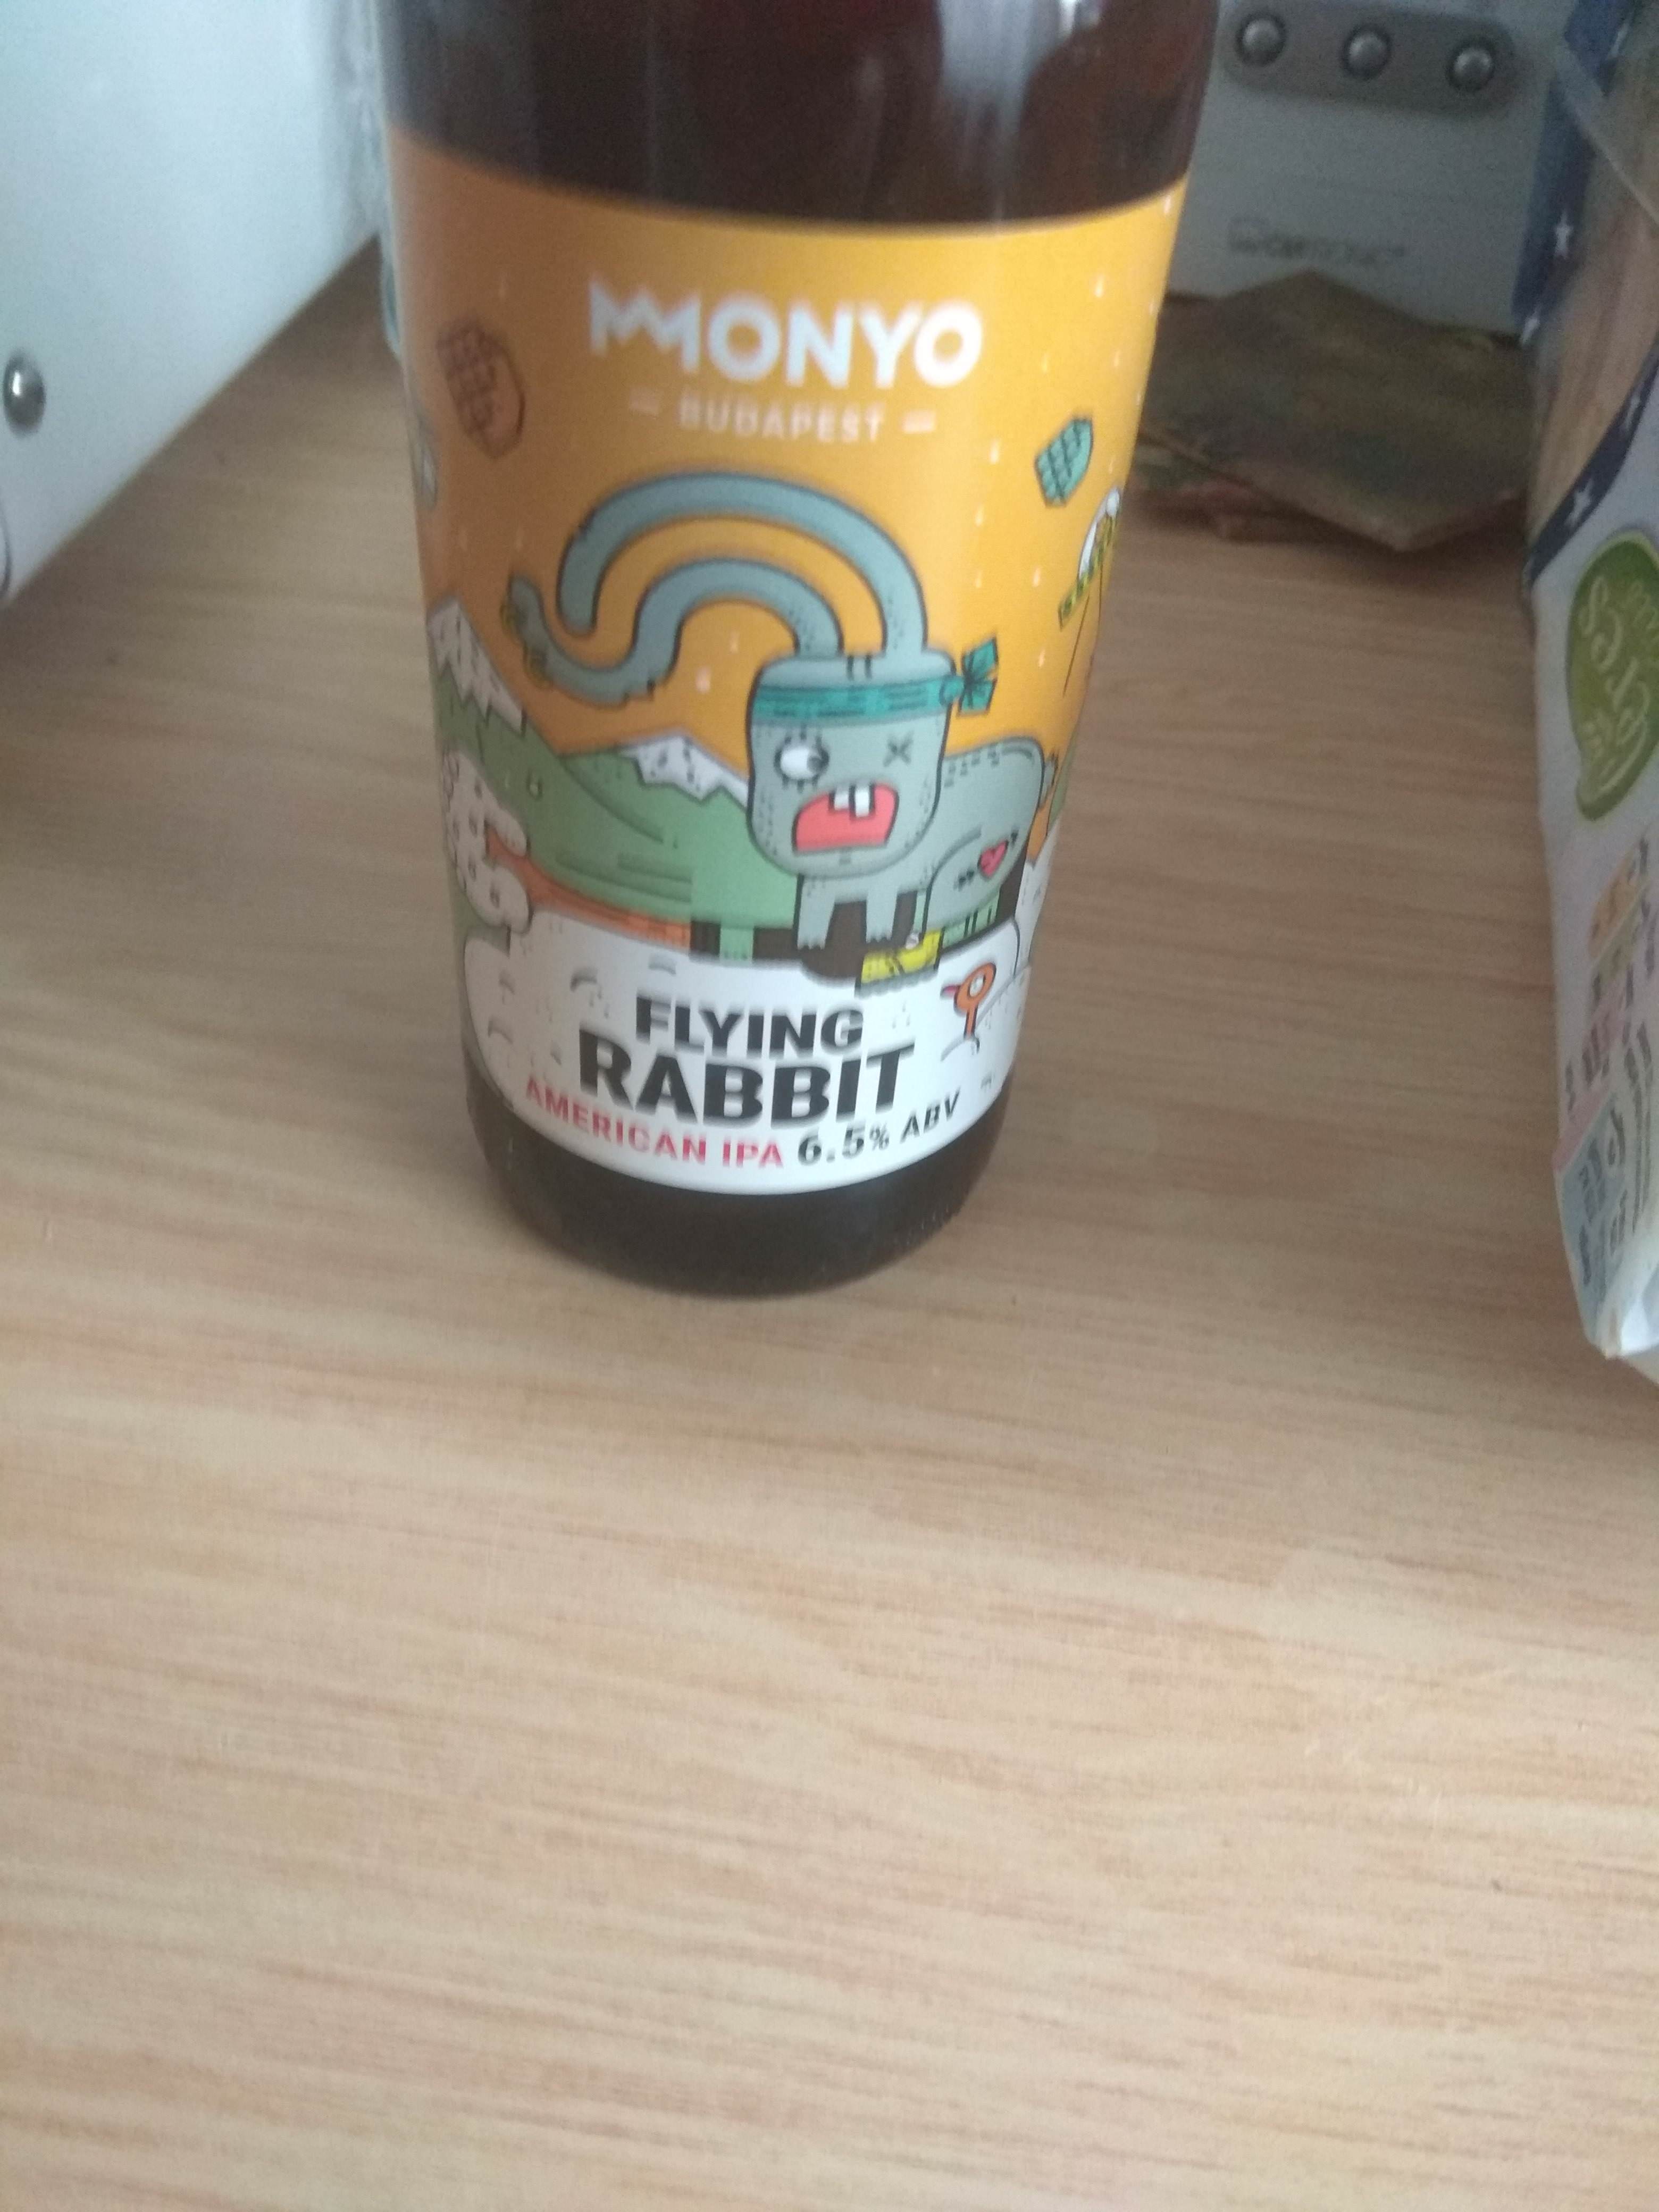 MONYO
BUDAPEST
FLYING
RABBIT
AMERICAN IPA 6.5% ABV